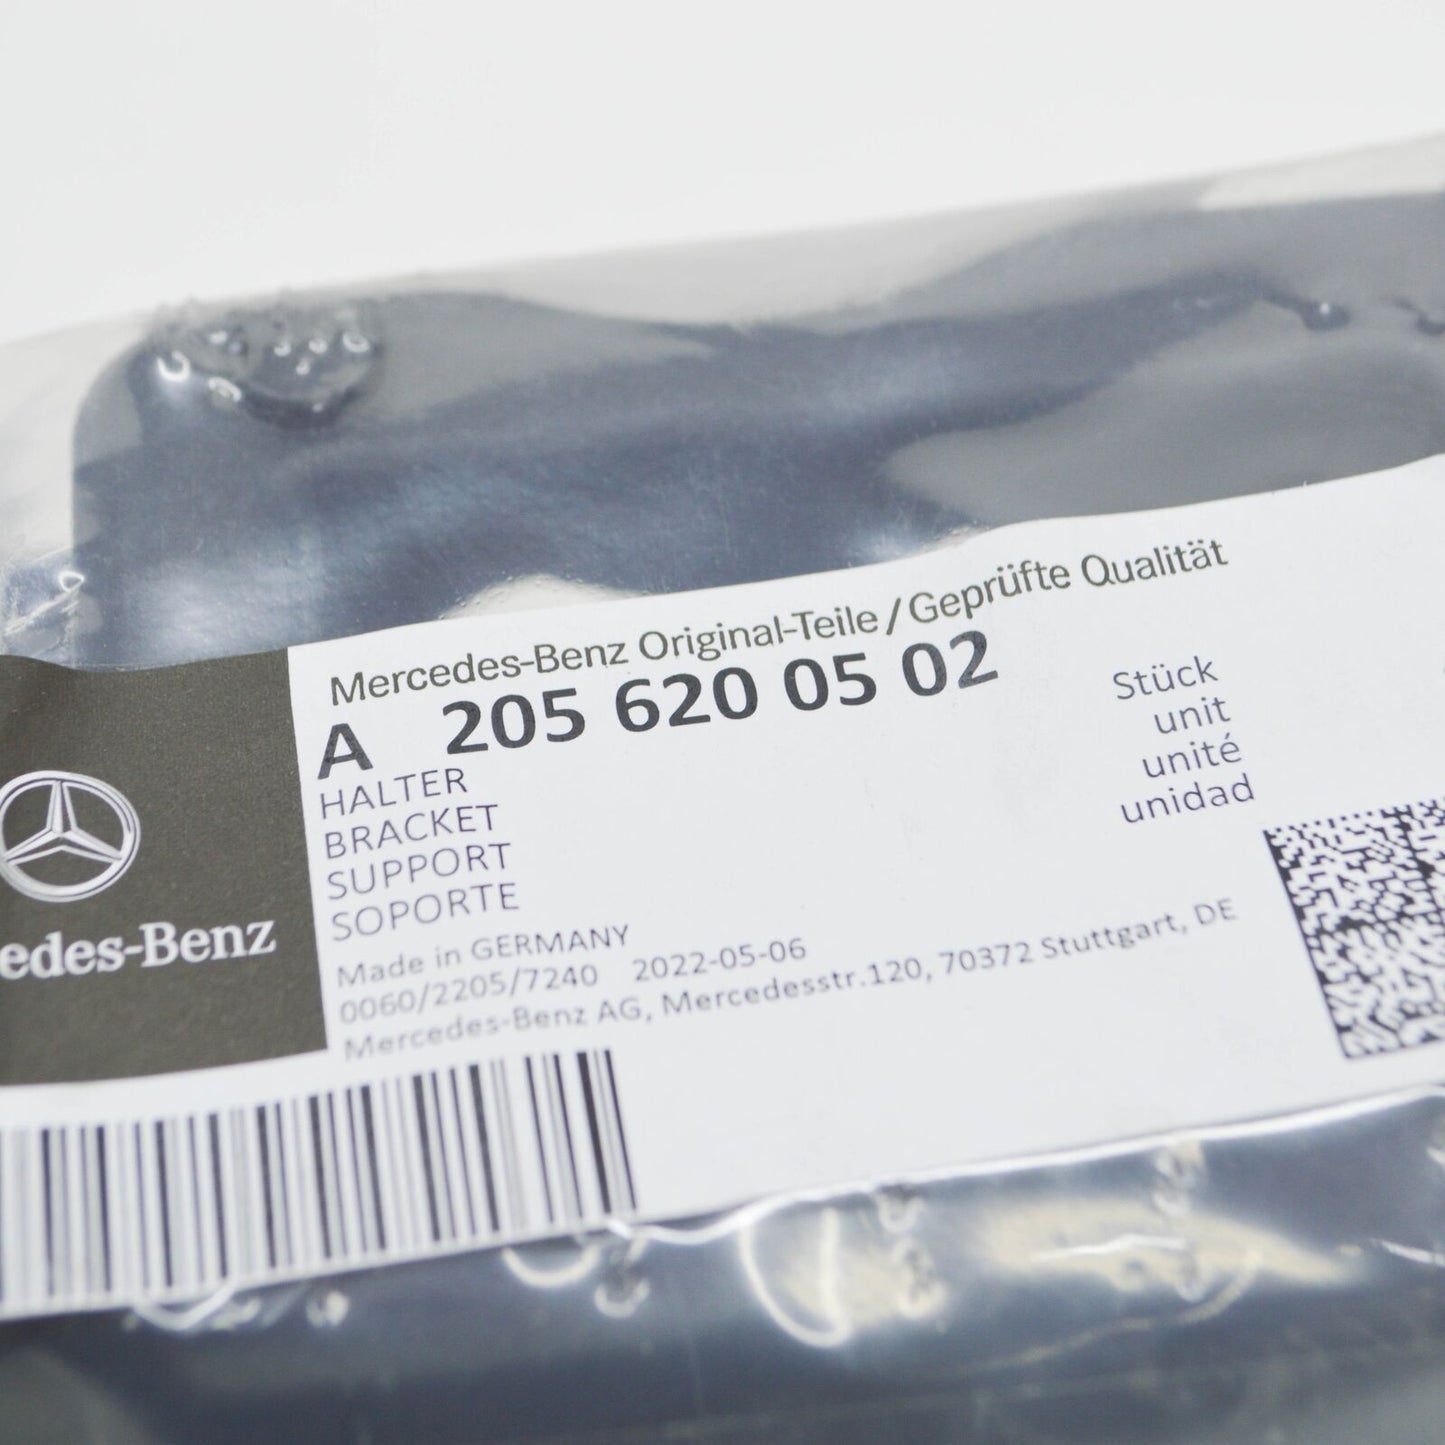 Mercedes-Benz Original-Teile/Geprüfte Qualität
A 205 620 05 02
HALTER
BRACKET
SUPPORT
SOPORTE
Stück
unit
unité
unidad
Made in GERMANY
0060/2205/7240 2022-05-06
Mercedes-Benz AG, Mercedesstr.120, 70372 Stuttgart, DE
edes-Benz